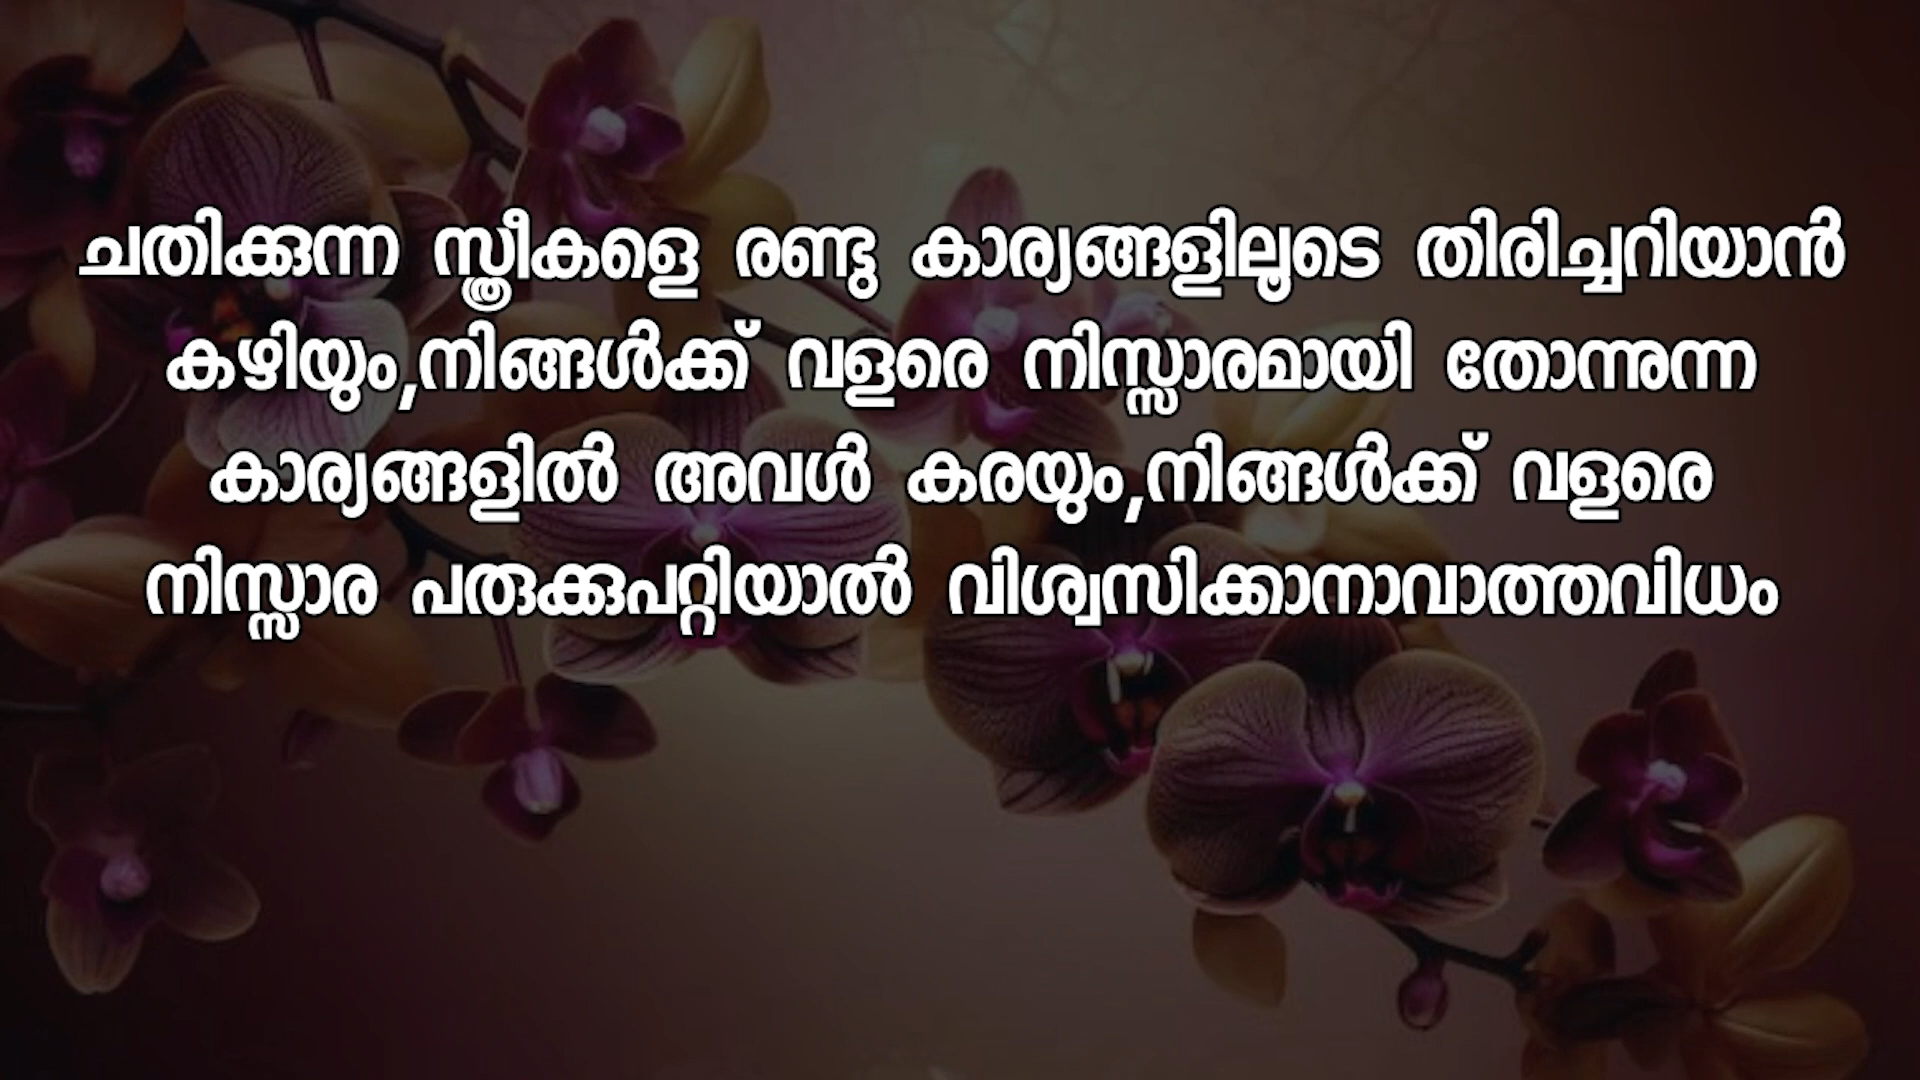 ചതിക്കുന്ന സ്ത്രീകളെ രണ്ടു കാര്യങ്ങളിലൂടെ തിരിച്ചറിയാൻ
കഴിയും,നിങ്ങൾക്ക് വളരെ നിസ്സാരമായി തോന്നുന്ന
കാര്യങ്ങളിൽ അവൾ കരയും,നിങ്ങൾക്ക് വളരെ
നിസ്സാര പരുക്കുപറ്റിയാൽ വിശ്വസിക്കാനാവാത്തവിധം